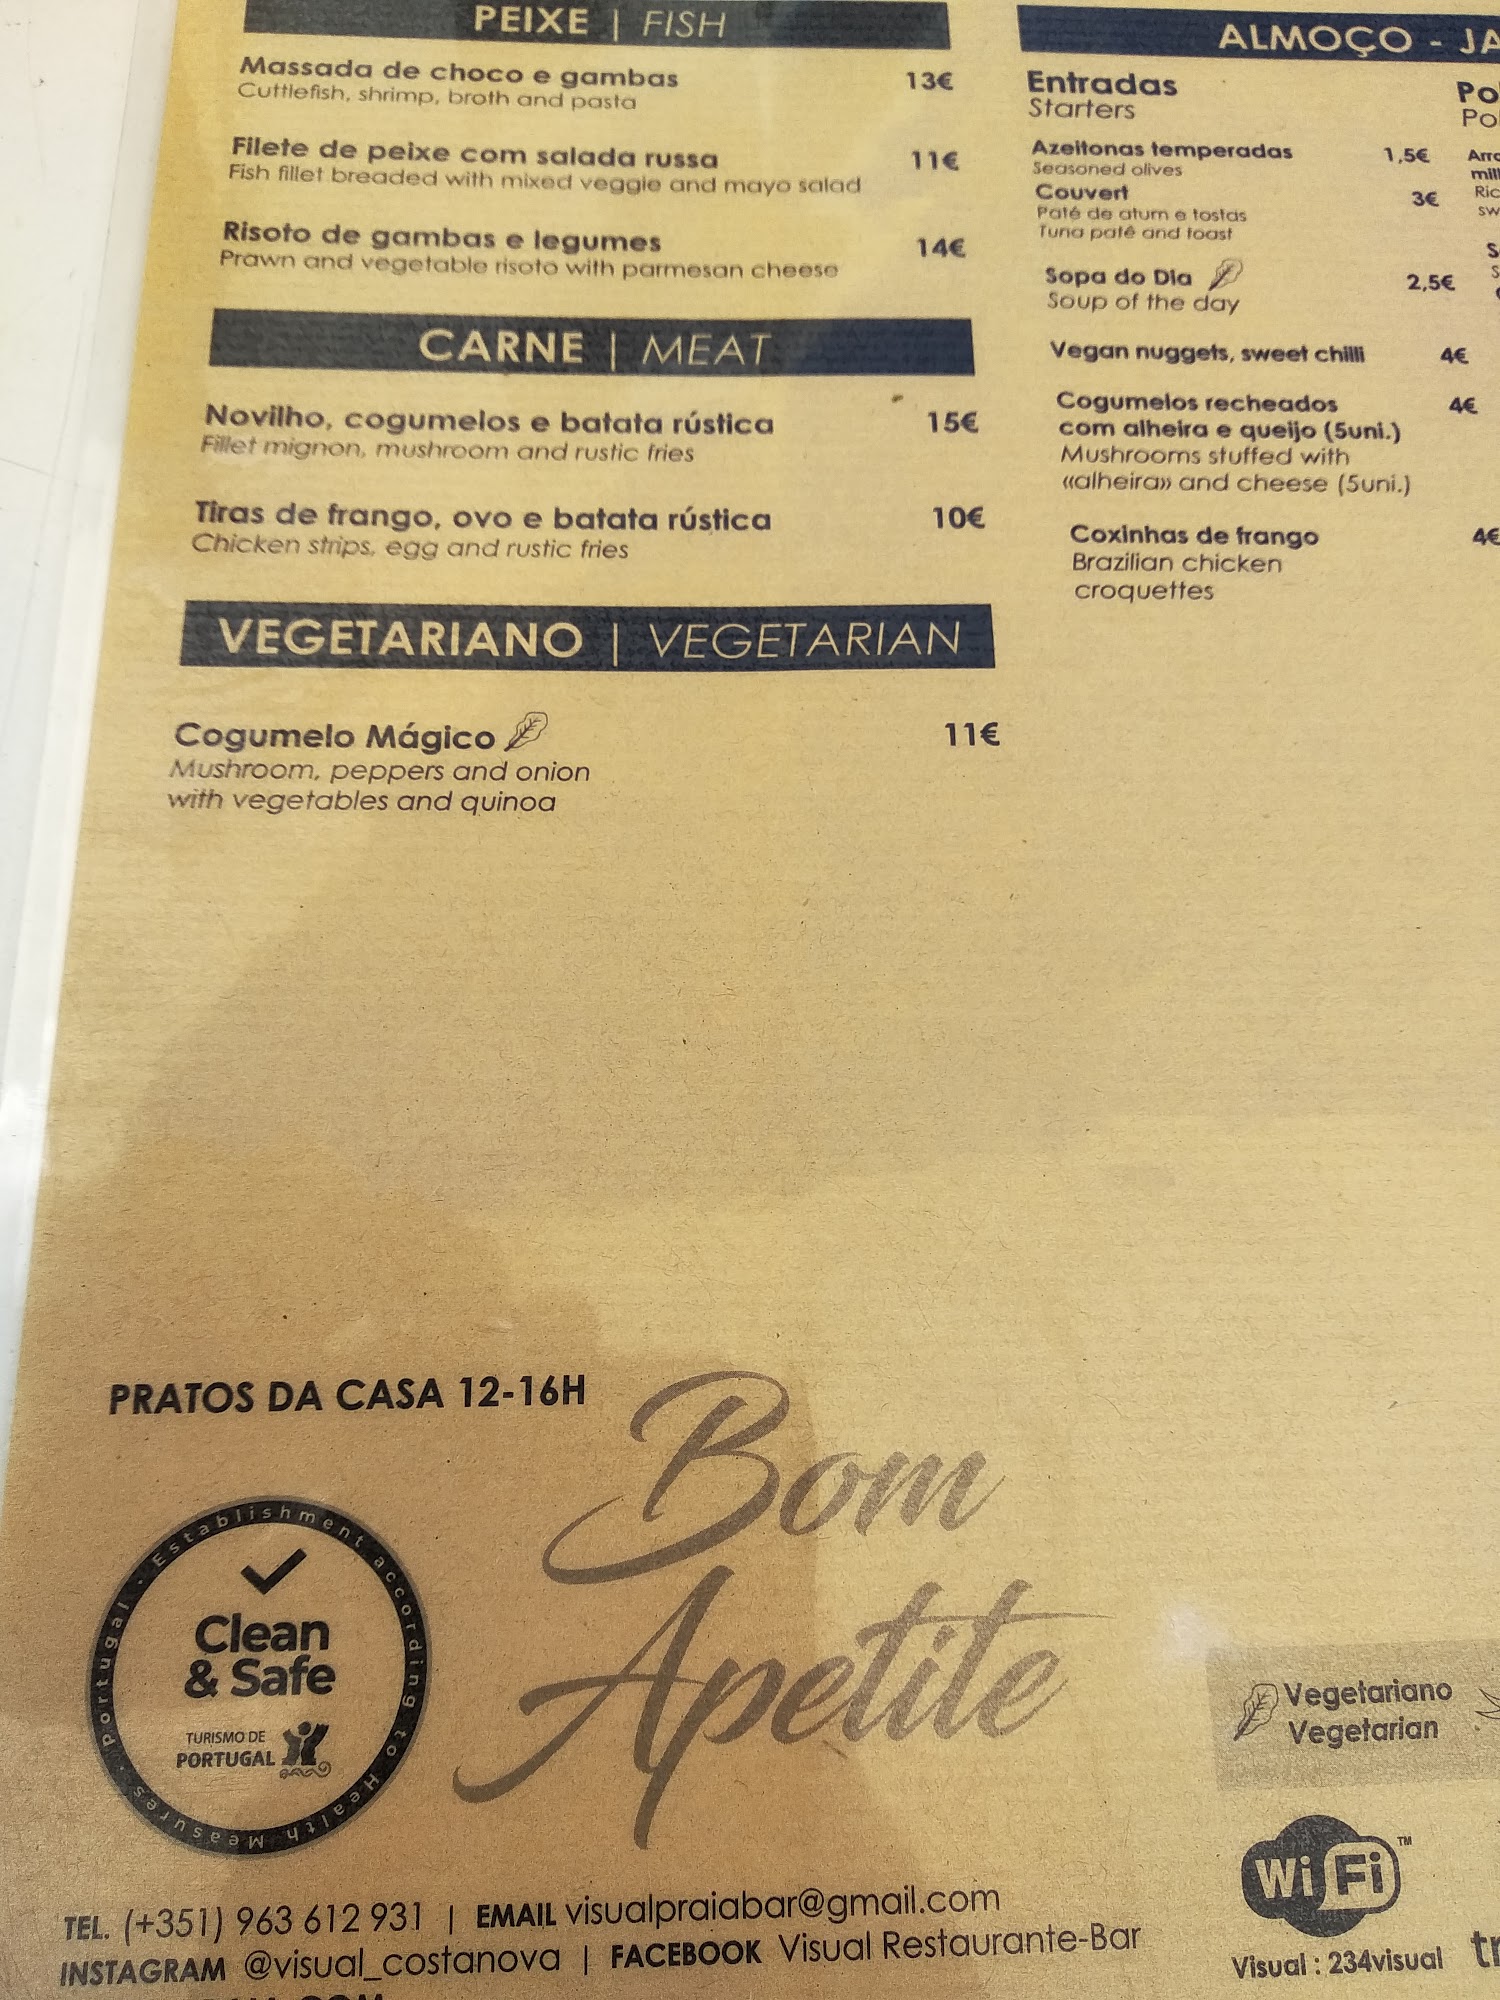 PEIXE | FISH
Massada de choco e gambas 13€
Cuttlefish, shrimp, broth and pasta
Filete de peixe com salada russa 11€
Fish fillet breaded with mixed veggie and mayo salad
Risoto de gambas e legumes 14€
Prawn and vegetable risoto with parmesan cheese
CARNE | MEAT
Novilho, cogumelos e batata rústica 15€
Fillet mignon, mushroom and rustic fries
Tiras de frango, ovo e batata rústica 10€
Chicken strips, egg and rustic fries
VEGETARIANO | VEGETARIAN
Cogumelo Mágico 11€
Mushroom, peppers and onion
with vegetables and quinoa
ALMOÇO - JA
Entradas
Starters
Azeitonas temperadas 1,5€
Seasoned olives
Couvert 3€
Paté de atum e tostas
Tuna paté and toast
Sopa do Dia 2,5€
Soup of the day
Vegan nuggets, sweet chilli 4€
Cogumelos recheados 4€
com alheira e queijo (5uni.)
Mushrooms stuffed with
«alheira» and cheese (5uni.)
Coxinhas de frango 4€
Brazilian chicken
croquettes
PRATOS DA CASA 12-16H
Bom
Apetite
Portugal · Establishment according to Health Measures ·
Clean
& Safe
TURISMO DE
PORTUGAL
Vegetariano
Vegetarian
WiFi™
Visual : 234visual
TEL. (+351) 963 612 931 | EMAIL visualpraiabar@gmail.com
INSTAGRAM @visual_costanova | FACEBOOK Visual Restaurante-Bar